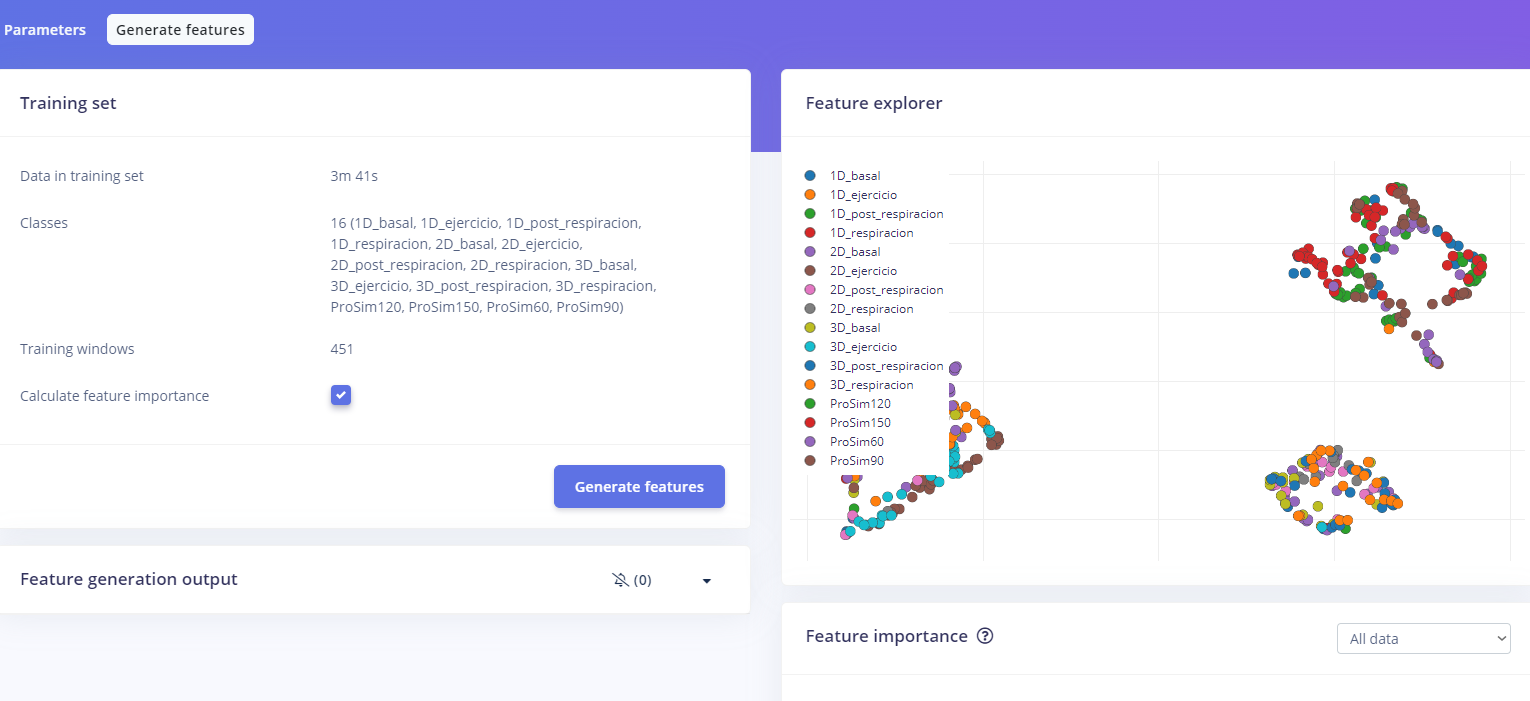 Parameters
Generate features
Training set
Data in training set
3m 41s
Classes
16 (1D_basal, 1D_ejercicio, 1D_post_respiracion,
1D_respiracion, 2D_basal, 2D_ejercicio,
2D_post_respiracion, 2D_respiracion, 3D_basal,
3D_ejercicio, 3D_post_respiracion, 3D_respiracion,
ProSim120, ProSim150, ProSim60, ProSim90)
Training windows
451
Calculate feature importance
Generate features
Feature generation output
(0)
Feature explorer
1D_basal
1D_ejercicio
1D_post_respiracion
1D_respiracion
2D_basal
2D_ejercicio
2D_post_respiracion
2D_respiracion
3D_basal
3D_ejercicio
3D_post_respiracion
3D_respiracion
ProSim120
ProSim150
ProSim60
ProSim90
Feature importance ?
All data